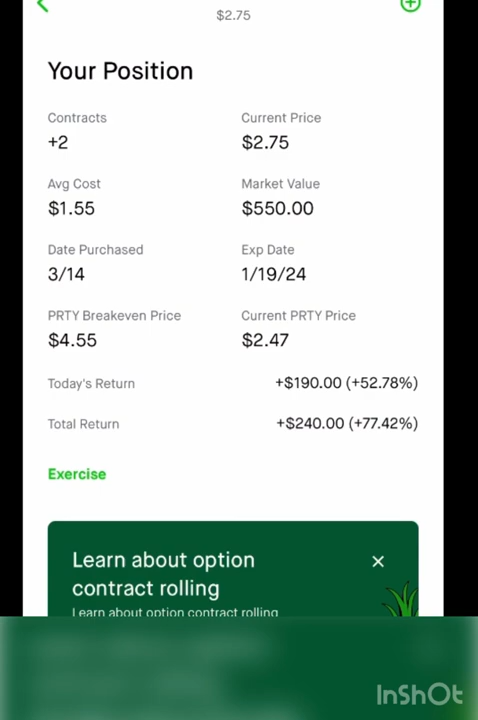 $2.75
Your Position
Contracts
Current Price
+2
$2.75
Avg Cost
Market Value
$1.55
$550.00
Date Purchased
Exp Date
3/14
1/19/24
PRTY Breakeven Price
Current PRTY Price
$4.55
$2.47
Today's Return
+$190.00 (+52.78%)
Total Return
+$240.00 (+77.42%)
Exercise
Learn about option
contract rolling
Learn about option contract rolling
InShOt